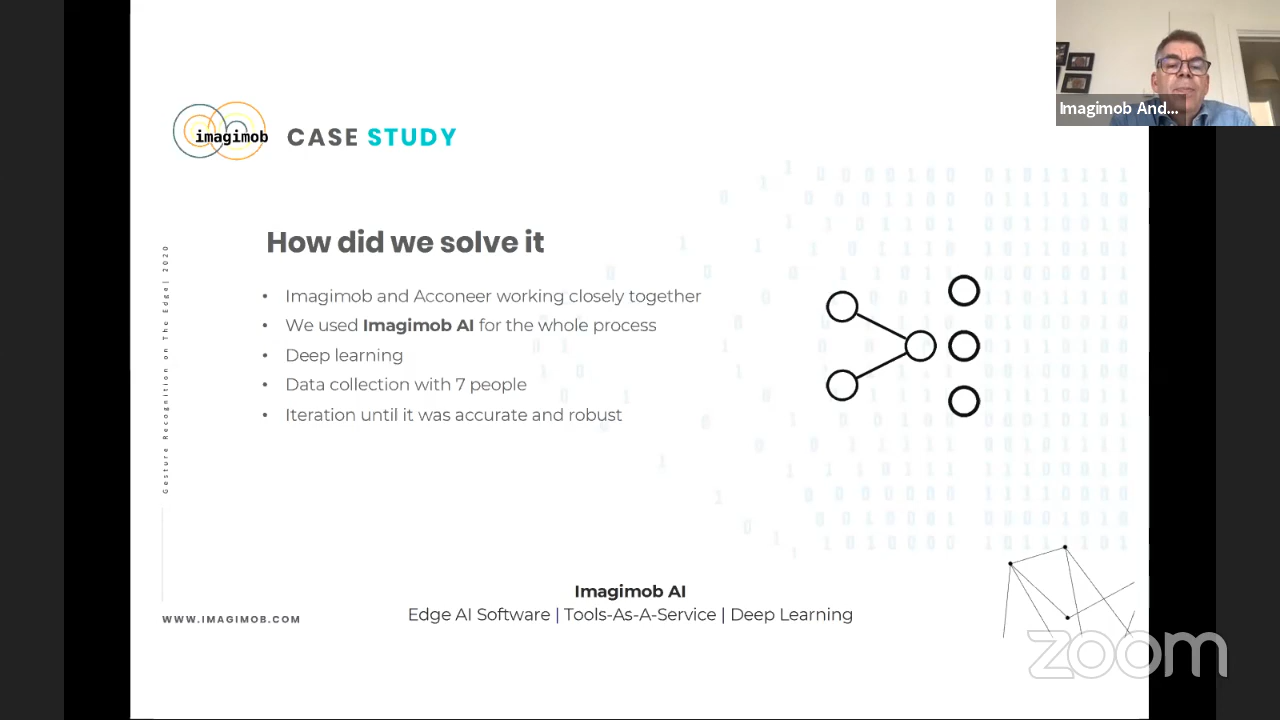 Imagimob And...
imagimob
CASE STUDY
How did we solve it
• Imagimob and Acconeer working closely together
• We used Imagimob AI for the whole process
• Deep learning
• Data collection with 7 people
• Iteration until it was accurate and robust
Gesture Recognition on The Edge| 2020
Imagimob AI
Edge AI Software | Tools-As-A-Service | Deep Learning
WWW.IMAGIMOB.COM
zoom